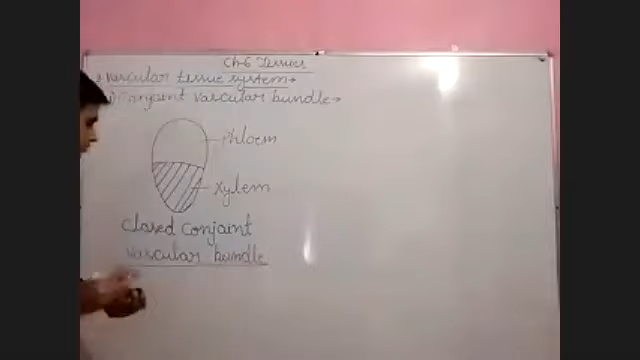 Ch-6 Tissues
Vascular tissue system→
Conjoint vascular bundle→
Phloem
Xylem
Closed Conjoint
Vascular bundle